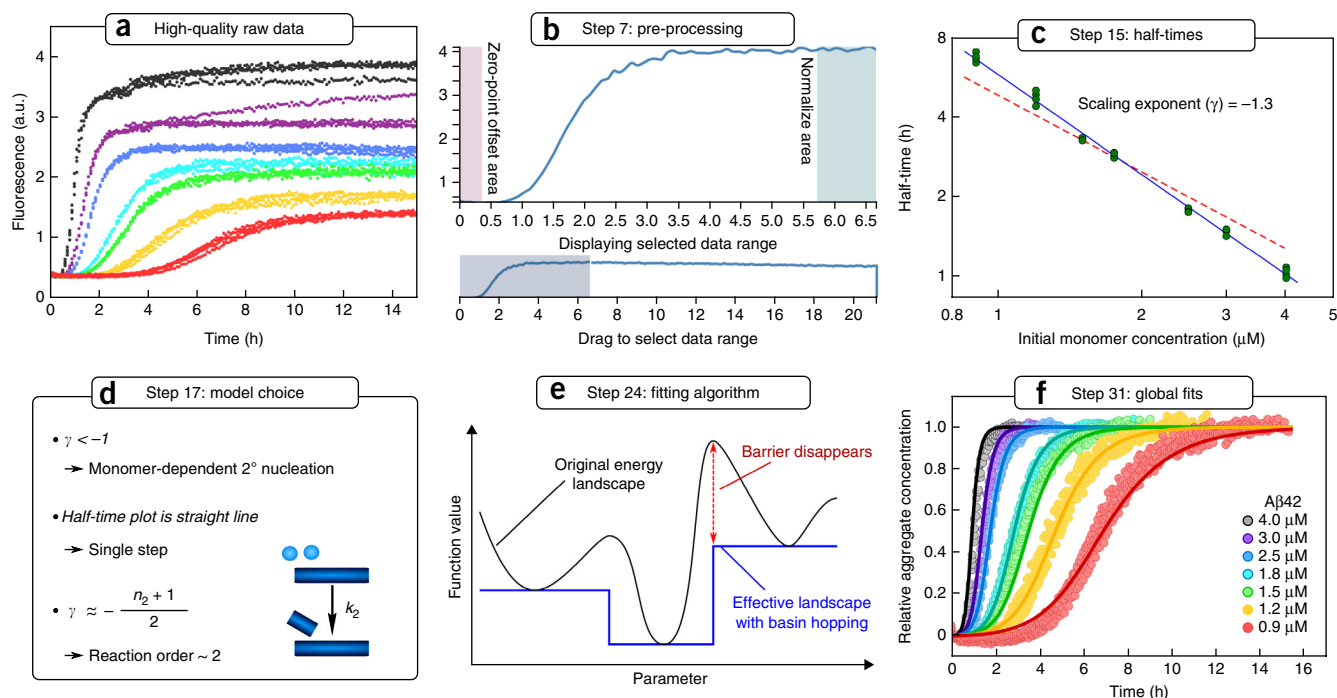 a
High-quality raw data
Fluorescence (a.u.)
4
3
2
1
0
0 2 4 6 8 10 12 14
Time (h)
b
Step 7: pre-processing
Zero-point offset area
Normalize area
4
3
2
1
0 0.5 1.0 1.5 2.0 2.5 3.0 3.5 4.0 4.5 5.0 5.5 6.0 6.5
Displaying selected data range
0 2 4 6 8 10 12 14 16 18 20
Drag to select data range
c
Step 15: half-times
Scaling exponent (γ) = –1.3
Half-time (h)
8
4
2
1
0.8 1 2 3 4 5
Initial monomer concentration (μM)
d
Step 17: model choice
• γ < –1
→ Monomer-dependent 2° nucleation
• Half-time plot is straight line
→ Single step
• γ ≈ – n₂ + 1
2
→ Reaction order ~ 2
k₂
e
Step 24: fitting algorithm
Function value
Original energy
landscape
Barrier disappears
Effective landscape
with basin hopping
Parameter
f
Step 31: global fits
Relative aggregate concentration
1.0
0.8
0.6
0.4
0.2
0
Aβ42
4.0 μM
3.0 μM
2.5 μM
1.8 μM
1.5 μM
1.2 μM
0.9 μM
0 2 4 6 8 10 12 14 16
Time (h)